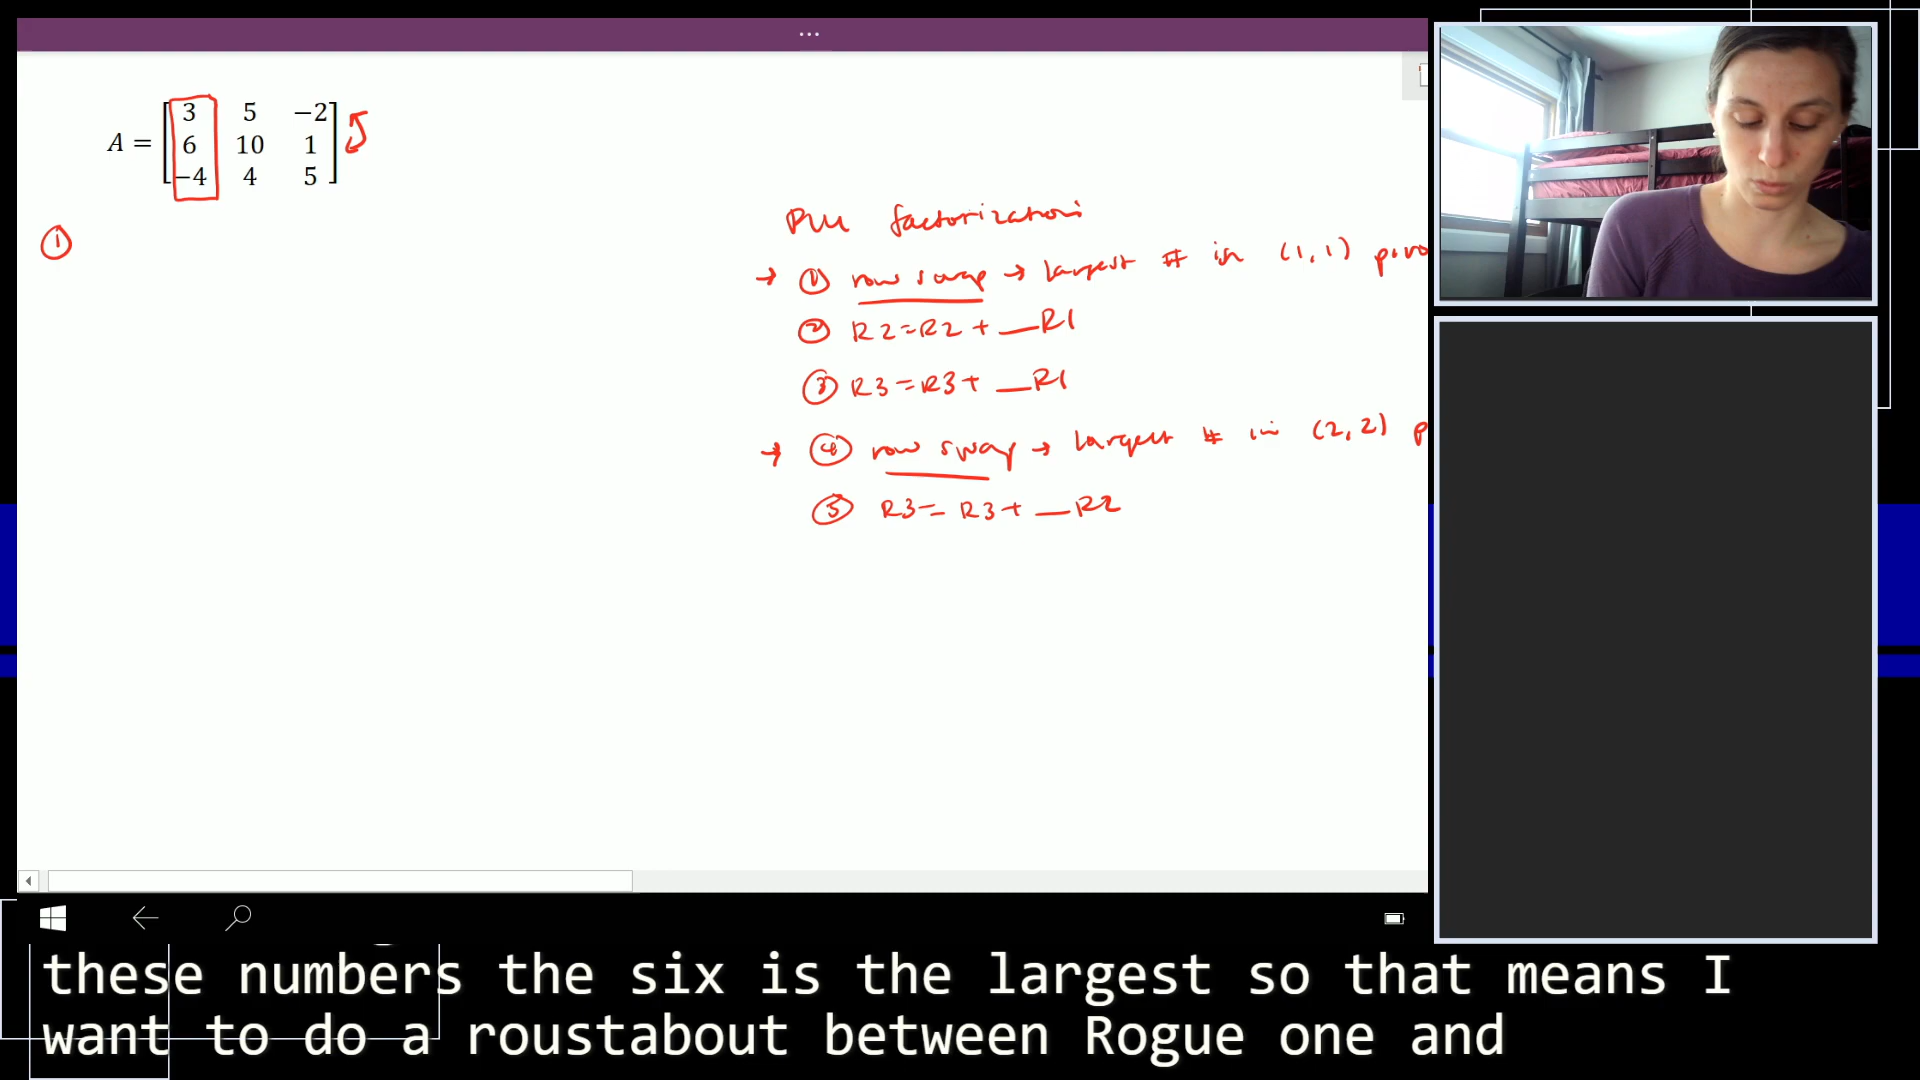 ...
A = [3 5 −2
6 10 1
−4 4 5]
①
PLU factorization
→ ① row swap → largest # in (1,1)
② R2=R2 + __R1
③ R3=R3+ __R1
→ ④ row swap → largest # in (2,2)
⑤ R3= R3+ __R2
these numbers the six is the largest so that means I
want to do a roustabout between Rogue one and